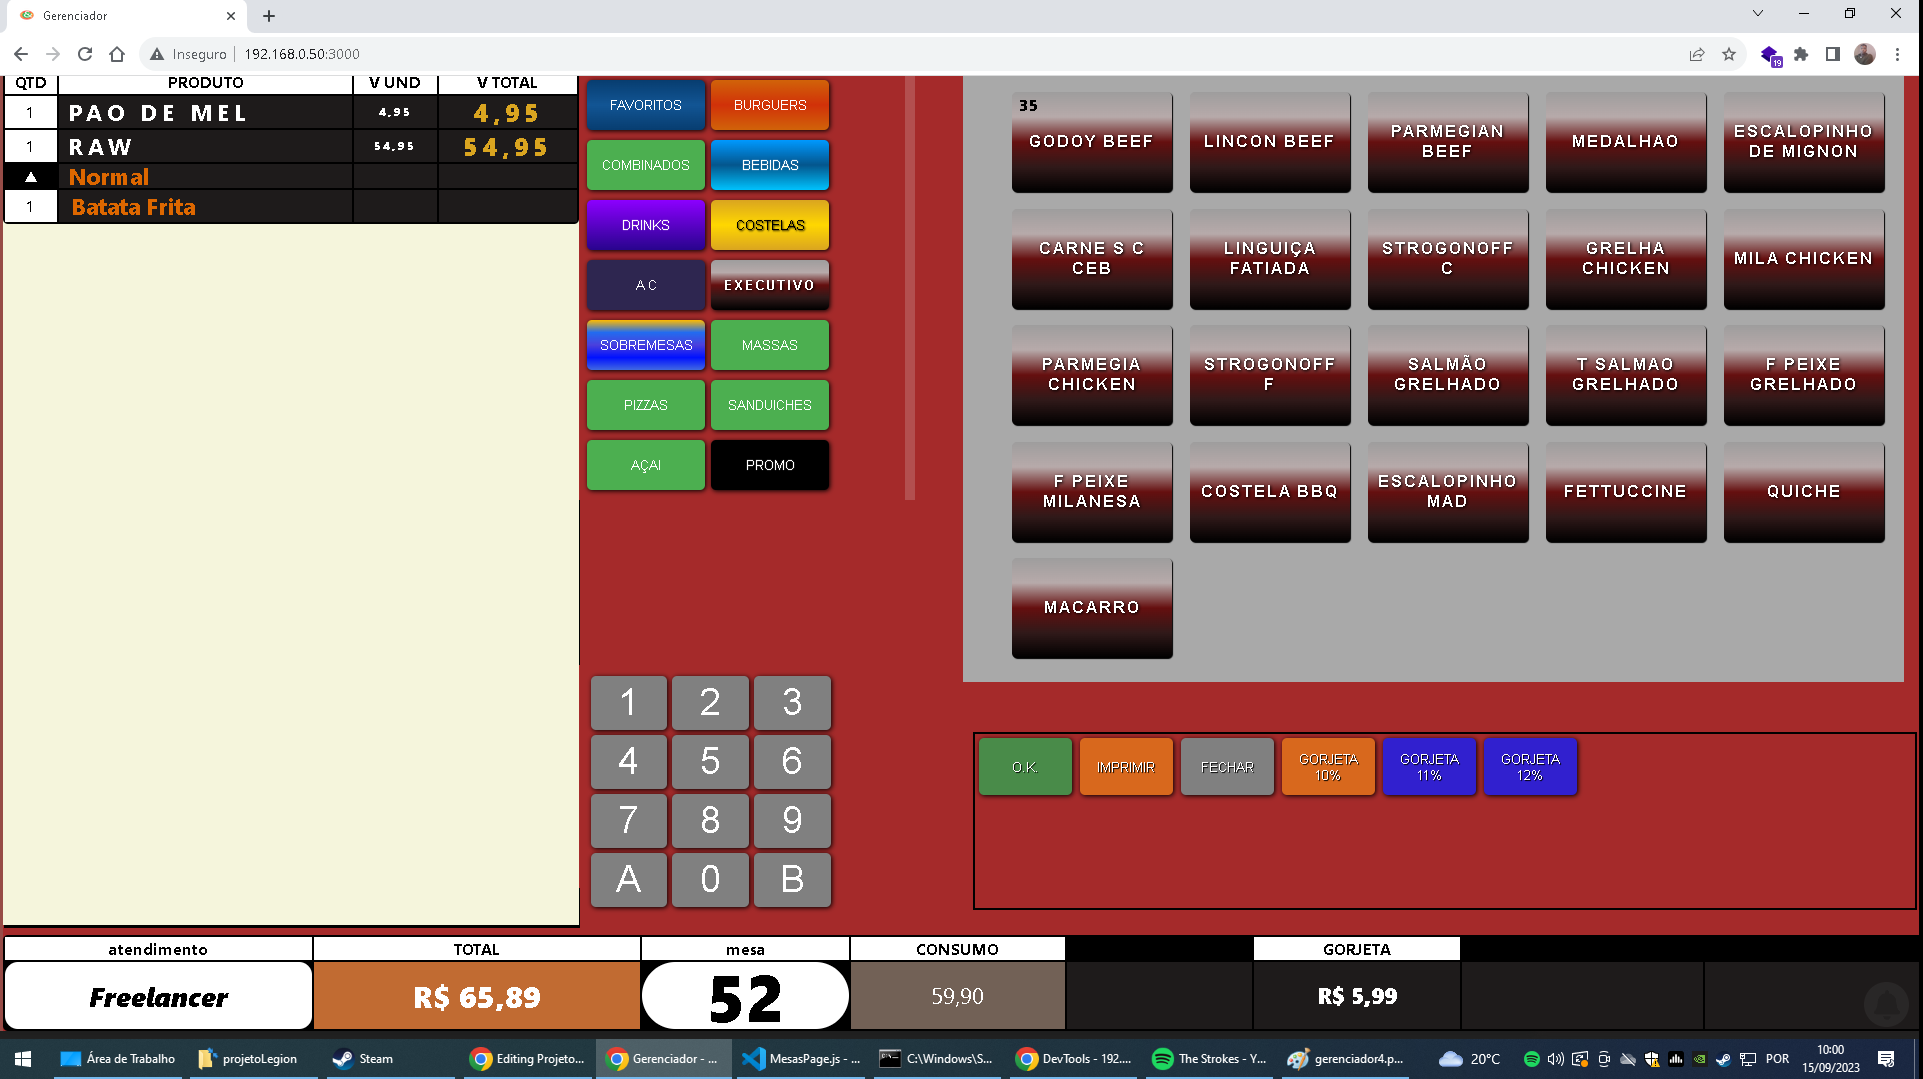 Gerenciador
Inseguro 192.168.0.50:3000
19
QTD PRODUTO V UND V TOTAL
1 PAO DE MEL 4,95 4,95
1 RAW 54,95 54,95
▲ Normal
1 Batata Frita
FAVORITOS BURGUERS
COMBINADOS BEBIDAS
DRINKS COSTELAS
A C EXECUTIVO
SOBREMESAS MASSAS
PIZZAS SANDUICHES
AÇAI PROMO
35
GODOY BEEF
LINCON BEEF
PARMEGIAN
BEEF
MEDALHAO
ESCALOPINHO
DE MIGNON
CARNE S C
CEB
LINGUIÇA
FATIADA
STROGONOFF
C
GRELHA
CHICKEN
MILA CHICKEN
PARMEGIA
CHICKEN
STROGONOFF
F
SALMÃO
GRELHADO
T SALMAO
GRELHADO
F PEIXE
GRELHADO
F PEIXE
MILANESA
COSTELA BBQ
ESCALOPINHO
MAD
FETTUCCINE
QUICHE
MACARRO
1 2 3
4 5 6
7 8 9
A 0 B
O.K.
IMPRIMIR
FECHAR
GORJETA
10%
GORJETA
11%
GORJETA
12%
atendimento TOTAL mesa CONSUMO GORJETA
Freelancer R$ 65,89 52 59,90 R$ 5,99
Área de Trabalho projetoLegion Steam Editing Projeto... Gerenciador - ... MesasPage.js - ... C:\Windows\S... DevTools - 192.... The Strokes - Y... gerenciador4.p... 20°C POR 10:00
15/09/2023